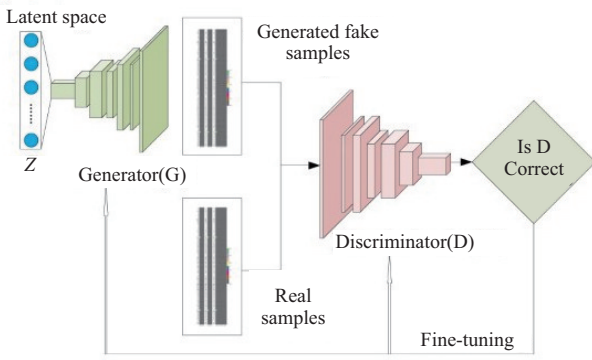 Latent space
Z
Generator(G)
Generated fake
samples
Real
samples
Discriminator(D)
Is D
Correct
Fine-tuning